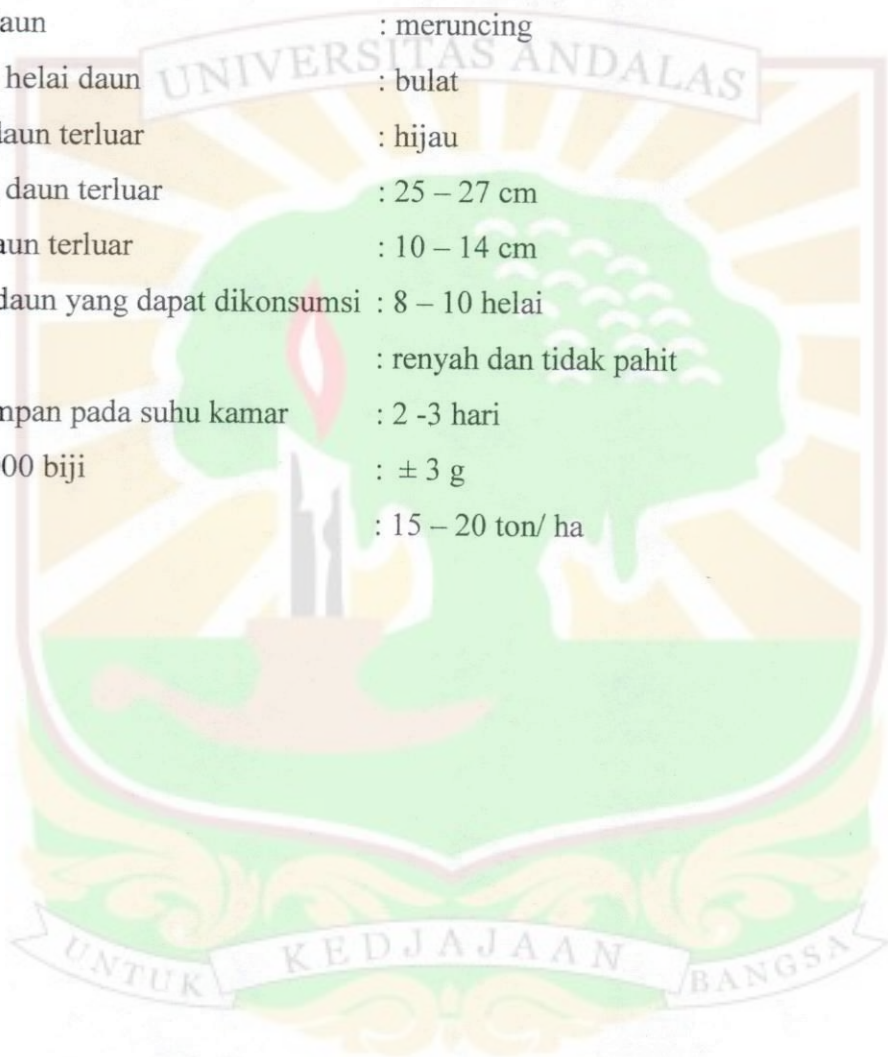 aun : meruncing
helai daun : bulat
daun terluar : hijau
daun terluar : 25 – 27 cm
aun terluar : 10 – 14 cm
daun yang dapat dikonsumsi : 8 – 10 helai
: renyah dan tidak pahit
mpan pada suhu kamar : 2 -3 hari
00 biji : ± 3 g
: 15 – 20 ton/ ha
UNIVERSITAS ANDALAS
UNTUK KEDJAJAAN BANGSA